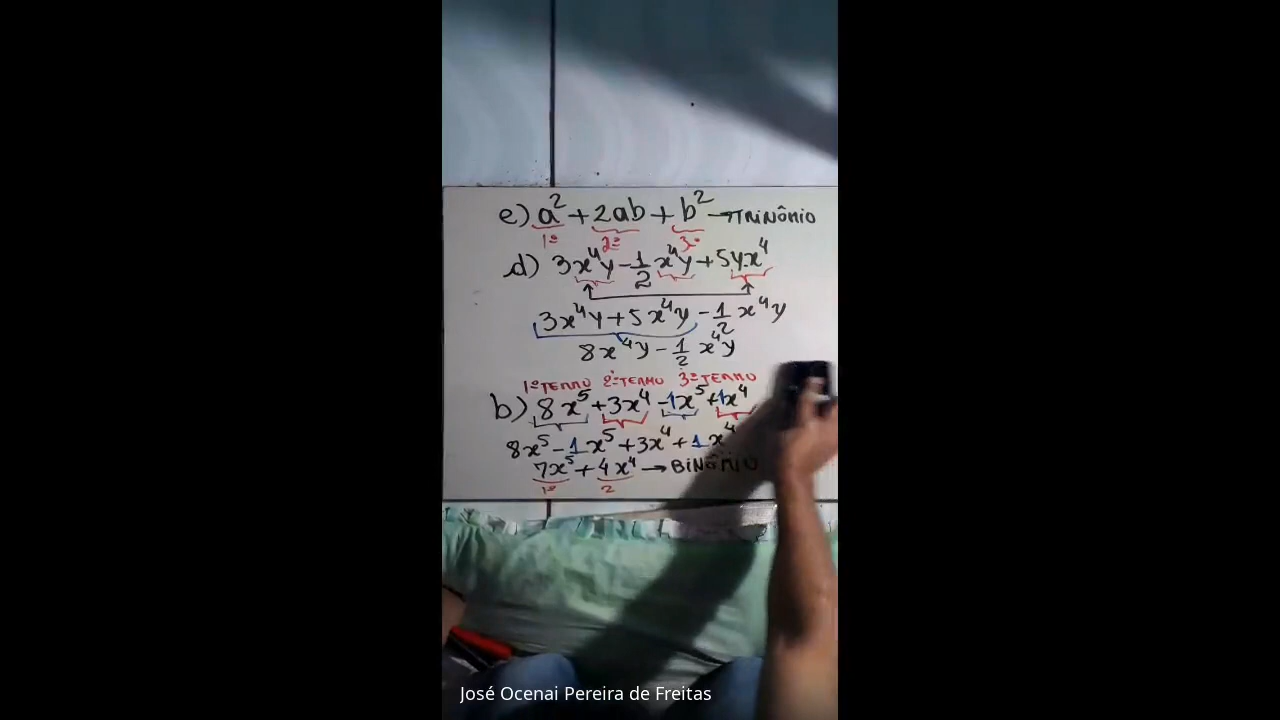 e) a² + 2ab + b² → TRINÔMIO
1º 2º 3º
d) 3x⁴y - 1/2 x⁴y + 5yx⁴
3x⁴y + 5x⁴y - 1/2 x⁴y
8x⁴y - 1/2 x⁴y
1º TERMO 2º TERMO 3º TERMO
b) 8x⁵ + 3x⁴ - 1x⁵ + 1x⁴
8x⁵ - 1x⁵ + 3x⁴ + 1x⁴
7x⁵ + 4x⁴ → BINÔMIO
1º 2
José Ocenai Pereira de Freitas